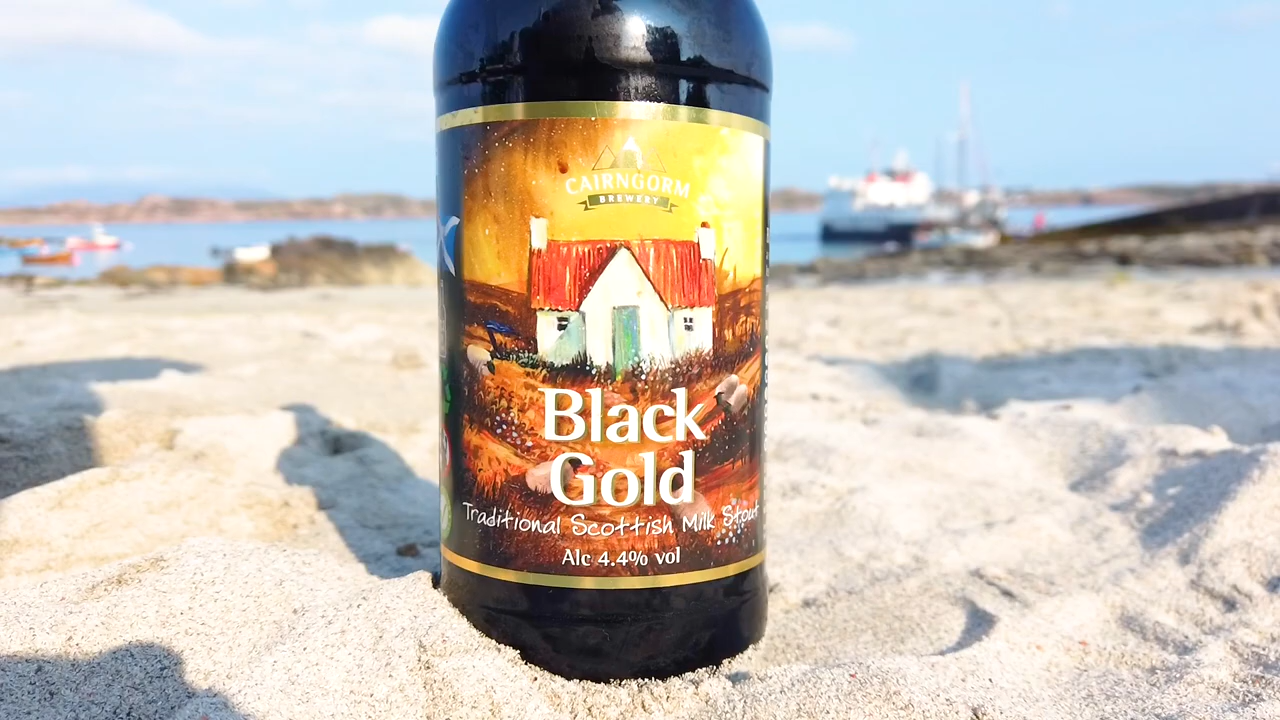 CAIRNGORM
BREWERY
Black
Gold
Traditional Scottish Milk Stout
Alc 4.4% vol